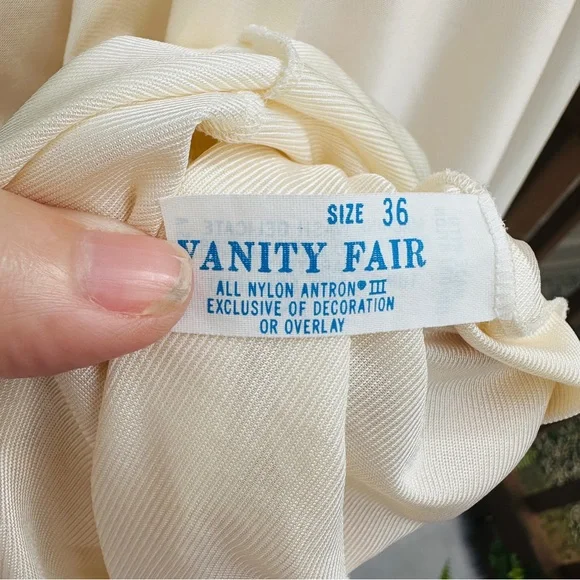 SIZE 36
VANITY FAIR
ALL NYLON ANTRON® III
EXCLUSIVE OF DECORATION
OR OVERLAY